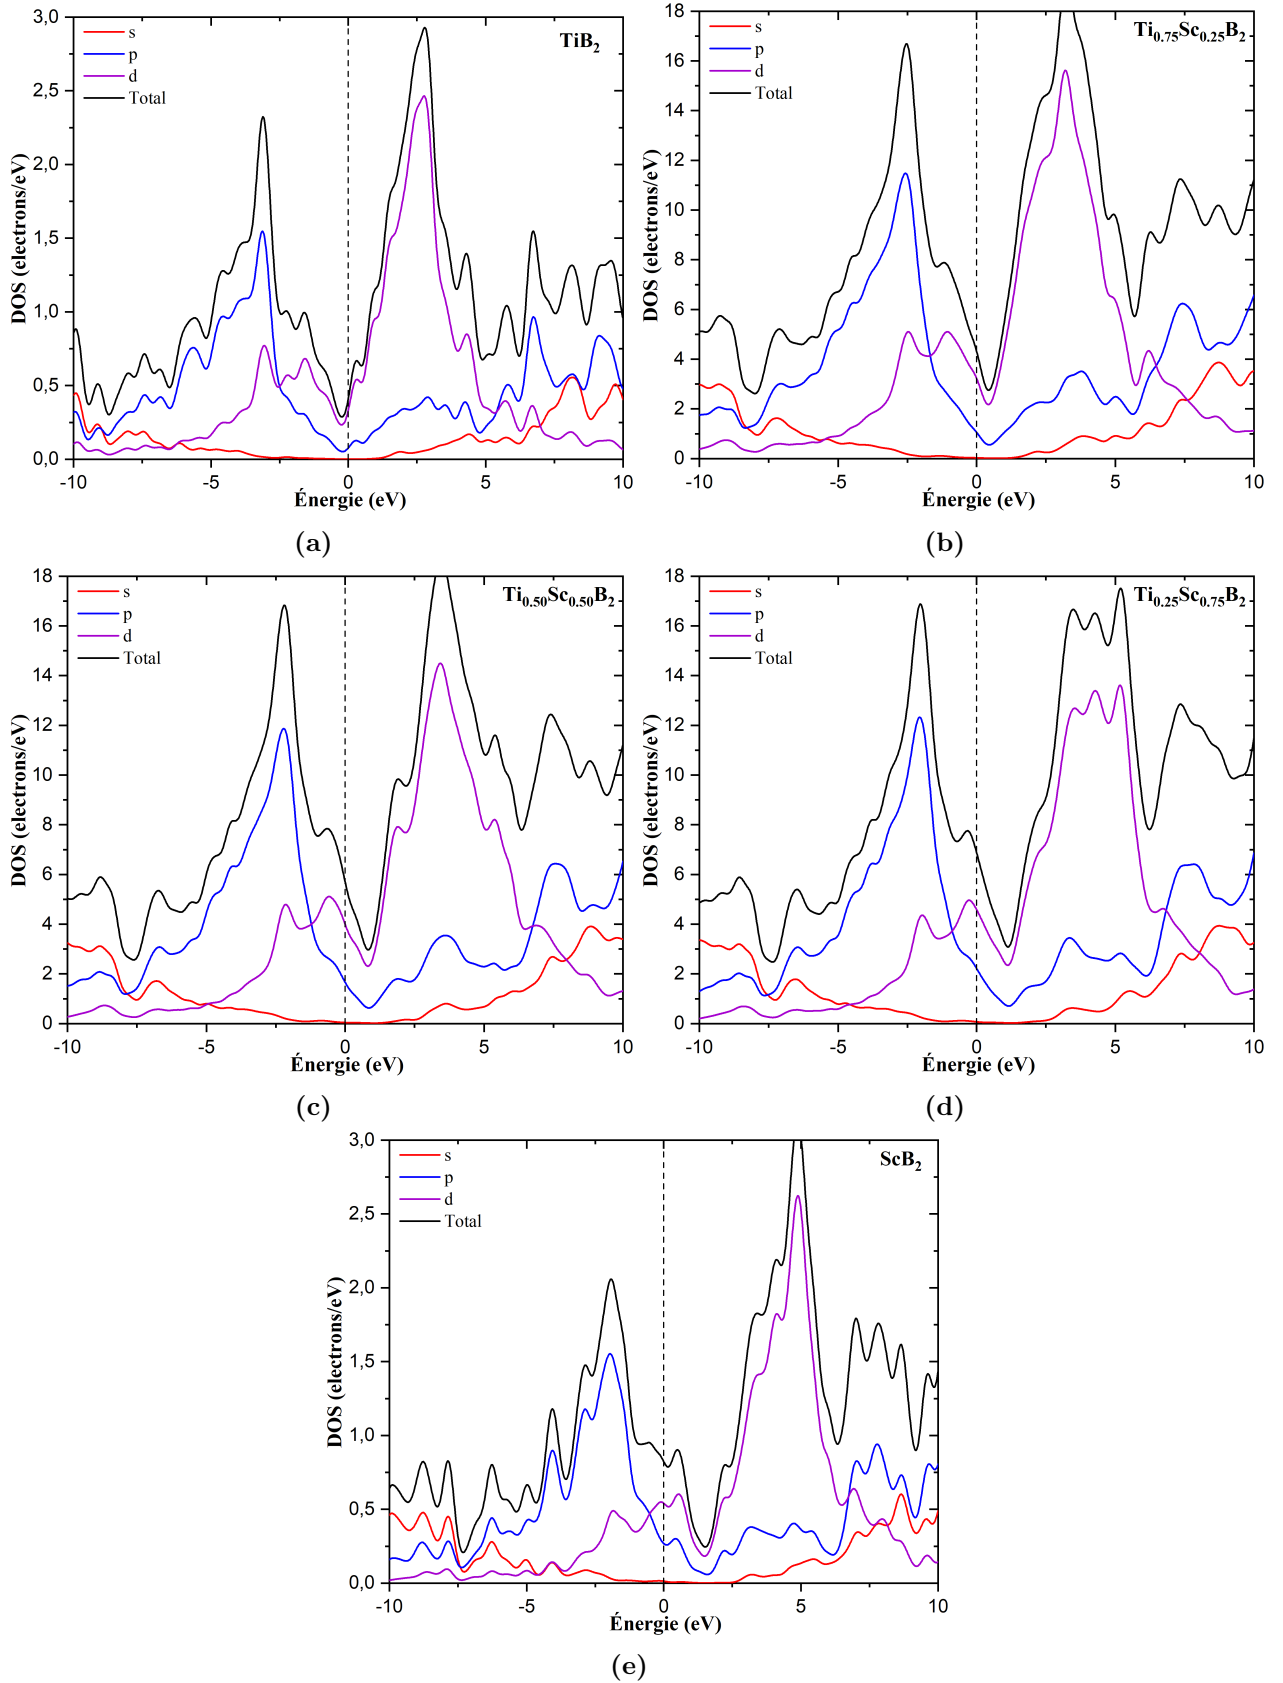 TiB2
s
p
d
Total
DOS (electrons/eV)
3,0
2,5
2,0
1,5
1,0
0,5
0,0
-10 -5 0 5 10
Énergie (eV)
(a)
Ti0.75Sc0.25B2
s
p
d
Total
DOS (electrons/eV)
18
16
14
12
10
8
6
4
2
0
-10 -5 0 5 10
Énergie (eV)
(b)
Ti0.50Sc0.50B2
s
p
d
Total
DOS (electrons/eV)
18
16
14
12
10
8
6
4
2
0
-10 -5 0 5 10
Énergie (eV)
(c)
Ti0.25Sc0.75B2
s
p
d
Total
DOS (electrons/eV)
18
16
14
12
10
8
6
4
2
0
-10 -5 0 5 10
Énergie (eV)
(d)
ScB2
s
p
d
Total
DOS (electrons/eV)
3,0
2,5
2,0
1,5
1,0
0,5
0,0
-10 -5 0 5 10
Énergie (eV)
(e)